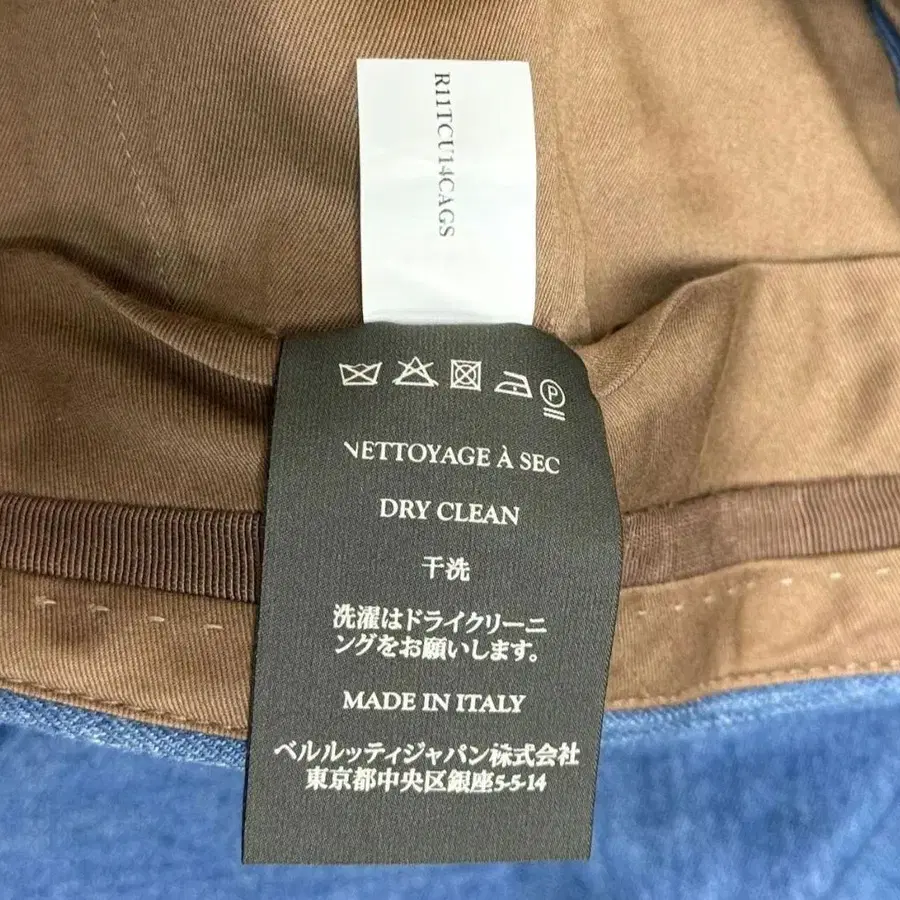 R11TCU14CAGS
P
NETTOYAGE À SEC
DRY CLEAN
干洗
洗濯はドライクリーニ
ングをお願いします。
MADE IN ITALY
ベルルッティジャパン株式会社
東京都中央区銀座5-5-14